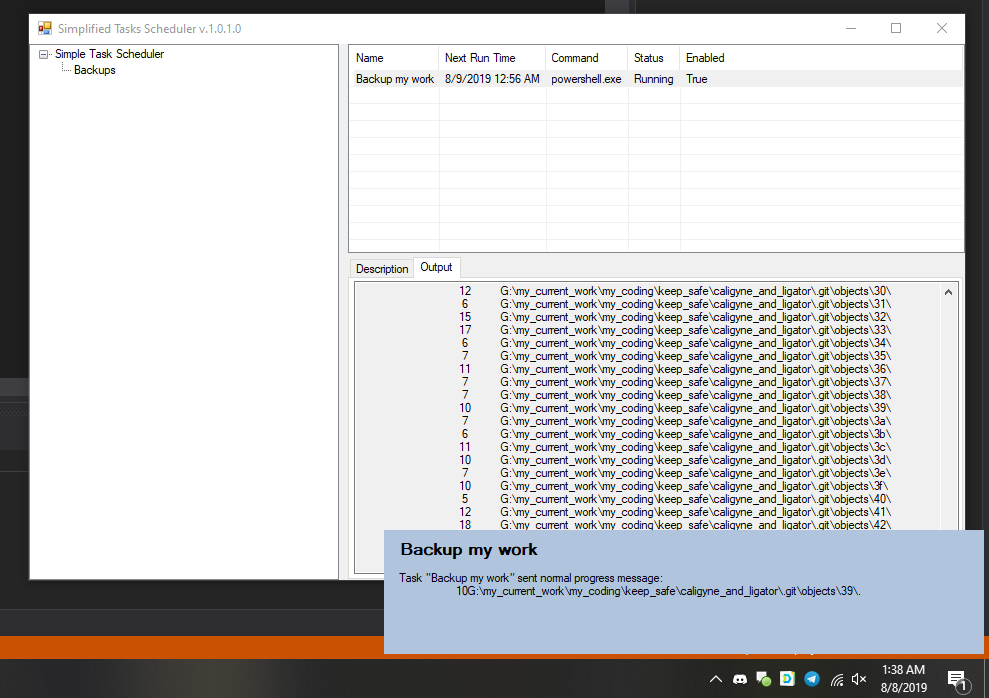 Simplified Tasks Scheduler v.1.0.1.0
Simple Task Scheduler
Backups
Name Next Run Time Command Status Enabled
Backup my work 8/9/2019 12:56 AM powershell.exe Running True
Description Output
12 G:\my_current_work\my_coding\keep_safe\caligyne_and_ligator\.git\objects\30\
6 G:\my_current_work\my_coding\keep_safe\caligyne_and_ligator\.git\objects\31\
15 G:\my_current_work\my_coding\keep_safe\caligyne_and_ligator\.git\objects\32\
17 G:\my_current_work\my_coding\keep_safe\caligyne_and_ligator\.git\objects\33\
6 G:\my_current_work\my_coding\keep_safe\caligyne_and_ligator\.git\objects\34\
7 G:\my_current_work\my_coding\keep_safe\caligyne_and_ligator\.git\objects\35\
11 G:\my_current_work\my_coding\keep_safe\caligyne_and_ligator\.git\objects\36\
7 G:\my_current_work\my_coding\keep_safe\caligyne_and_ligator\.git\objects\37\
7 G:\my_current_work\my_coding\keep_safe\caligyne_and_ligator\.git\objects\38\
10 G:\my_current_work\my_coding\keep_safe\caligyne_and_ligator\.git\objects\39\
7 G:\my_current_work\my_coding\keep_safe\caligyne_and_ligator\.git\objects\3a\
6 G:\my_current_work\my_coding\keep_safe\caligyne_and_ligator\.git\objects\3b\
11 G:\my_current_work\my_coding\keep_safe\caligyne_and_ligator\.git\objects\3c\
10 G:\my_current_work\my_coding\keep_safe\caligyne_and_ligator\.git\objects\3d\
7 G:\my_current_work\my_coding\keep_safe\caligyne_and_ligator\.git\objects\3e\
10 G:\my_current_work\my_coding\keep_safe\caligyne_and_ligator\.git\objects\3f\
5 G:\my_current_work\my_coding\keep_safe\caligyne_and_ligator\.git\objects\40\
12 G:\my_current_work\my_coding\keep_safe\caligyne_and_ligator\.git\objects\41\
18 G:\my_current_work\my_coding\keep_safe\caligyne_and_ligator\.git\objects\42\
Backup my work
Task "Backup my work" sent normal progress message:
10G:\my_current_work\my_coding\keep_safe\caligyne_and_ligator\.git\objects\39\.
1:38 AM
8/8/2019
1